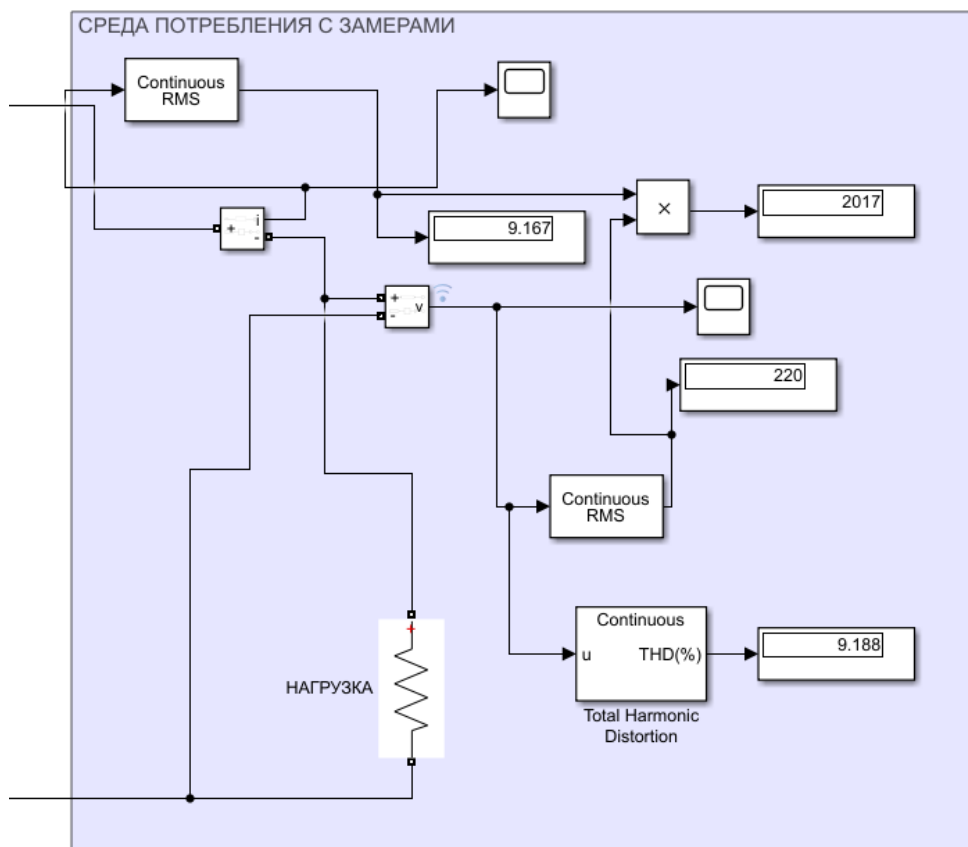 СРЕДА ПОТРЕБЛЕНИЯ С ЗАМЕРАМИ
Continuous
RMS
i
+
-
×
2017
9.167
+
v
-
220
Continuous
RMS
Continuous
u THD(%)
9.188
+
НАГРУЗКА
Total Harmonic
Distortion